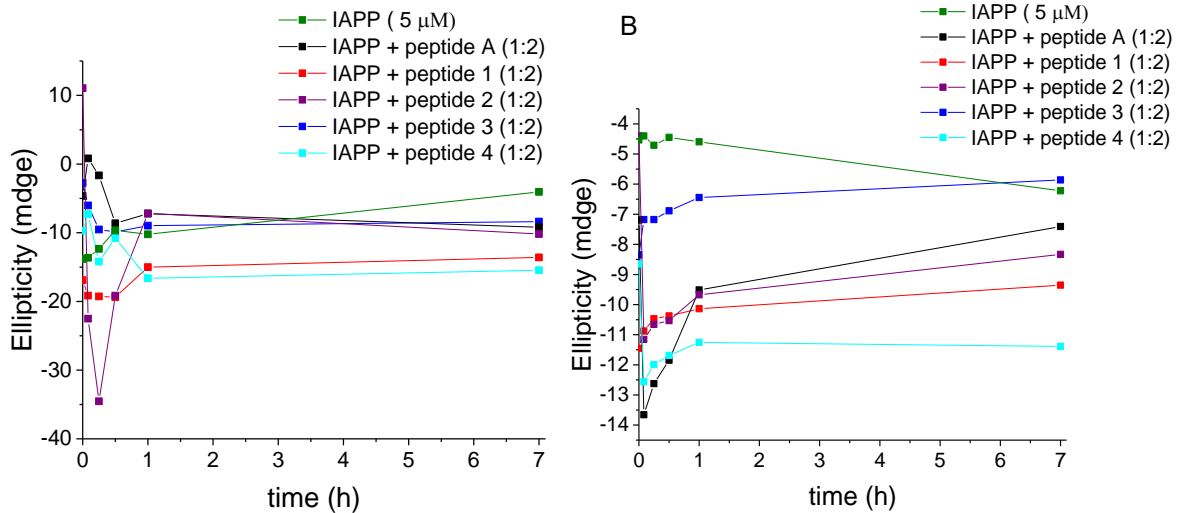 IAPP ( 5 μM)
IAPP + peptide A (1:2)
IAPP + peptide 1 (1:2)
IAPP + peptide 2 (1:2)
IAPP + peptide 3 (1:2)
IAPP + peptide 4 (1:2)
10
0
-10
-20
-30
-40
Ellipticity (mdge)
0
1
2
3
4
5
6
7
time (h)
B
IAPP ( 5 μM)
IAPP + peptide A (1:2)
IAPP + peptide 1 (1:2)
IAPP + peptide 2 (1:2)
IAPP + peptide 3 (1:2)
IAPP + peptide 4 (1:2)
-4
-5
-6
-7
-8
-9
-10
-11
-12
-13
-14
Ellipticity (mdge)
0
1
2
3
4
5
6
7
time (h)